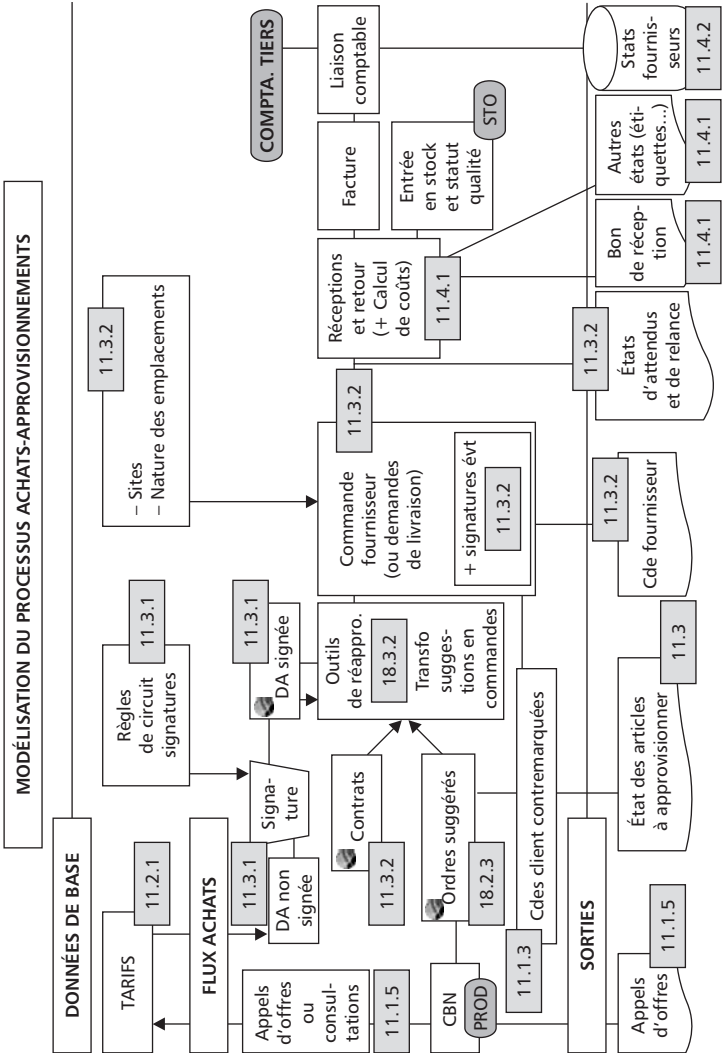 MODÉLISATION DU PROCESSUS ACHATS-APPROVISIONNEMENTS
DONNÉES DE BASE
TARIFS
11.2.1
Règles
de circuit
signatures
11.3.1
– Sites
– Nature des emplacements
11.3.2
FLUX ACHATS
Appels
d'offres
ou
consul-
tations
11.1.5
11.3.1
DA non
signée
Signa-
ture
11.3.1
DA signée
Contrats
11.3.2
CBN
PROD
Ordres suggérés
18.2.3
Outils
de réappro.
18.3.2
Transfo
sugges-
tions en
commandes
11.1.3
Cdes client contremarquées
Commande
fournisseur
(ou demandes
de livraison)
11.3.2
+ signatures évt
11.3.2
Réceptions
et retour
(+ Calcul
de coûts)
11.4.1
Facture
Entrée
en stock
et statut
qualité
STO
Liaison
comptable
COMPTA. TIERS
SORTIES
Appels
d'offres
11.1.5
État des articles
à approvisionner
11.3
Cde fournisseur
11.3.2
11.3.2
États
d'attendus
et de relance
Bon
de récep-
tion
11.4.1
Autres
états (éti-
quettes...)
11.4.1
Stats
fournis-
seurs
11.4.2